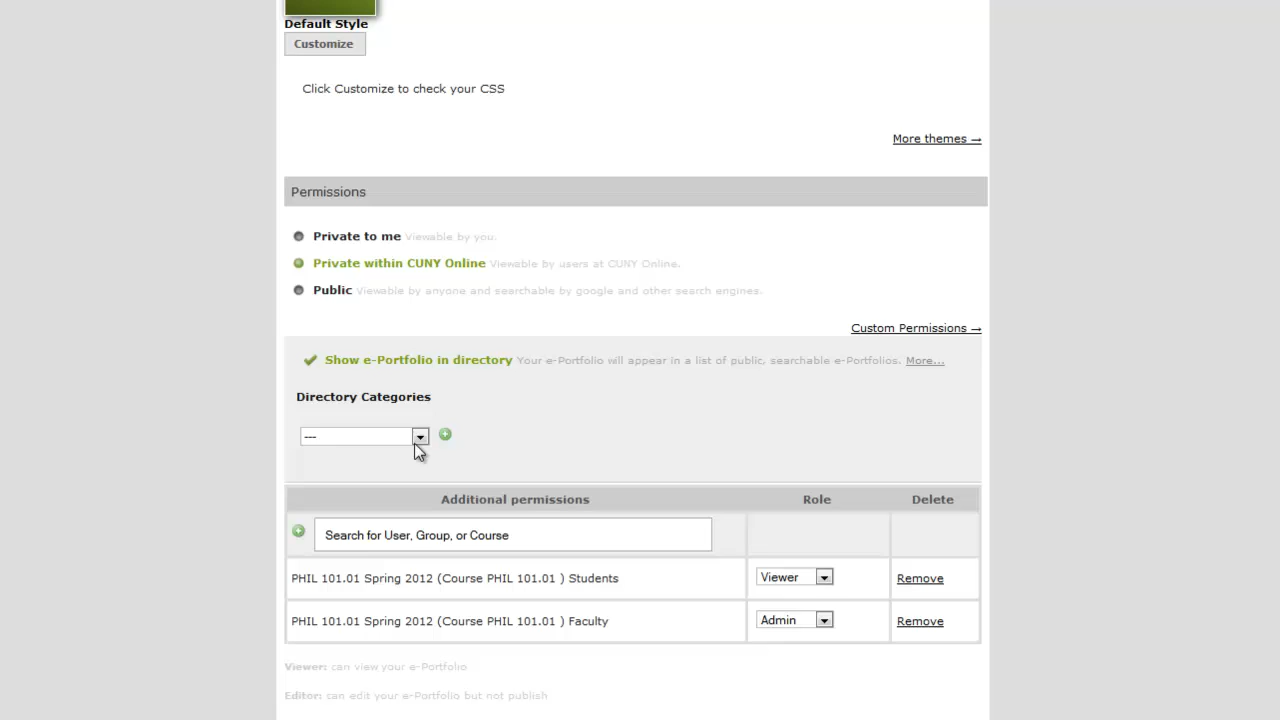 Default Style
Customize
Click Customize to check your CSS
More themes →
Permissions
Private to me Viewable by you.
Private within CUNY Online Viewable by users at CUNY Online.
Public Viewable by anyone and searchable by google and other search engines.
Custom Permissions →
Show e-Portfolio in directory Your e-Portfolio will appear in a list of public, searchable e-Portfolios. More...
Directory Categories
---
Additional permissions Role Delete
Search for User, Group, or Course
PHIL 101.01 Spring 2012 (Course PHIL 101.01 ) Students Viewer Remove
PHIL 101.01 Spring 2012 (Course PHIL 101.01 ) Faculty Admin Remove
Viewer: can view your e-Portfolio
Editor: can edit your e-Portfolio but not publish